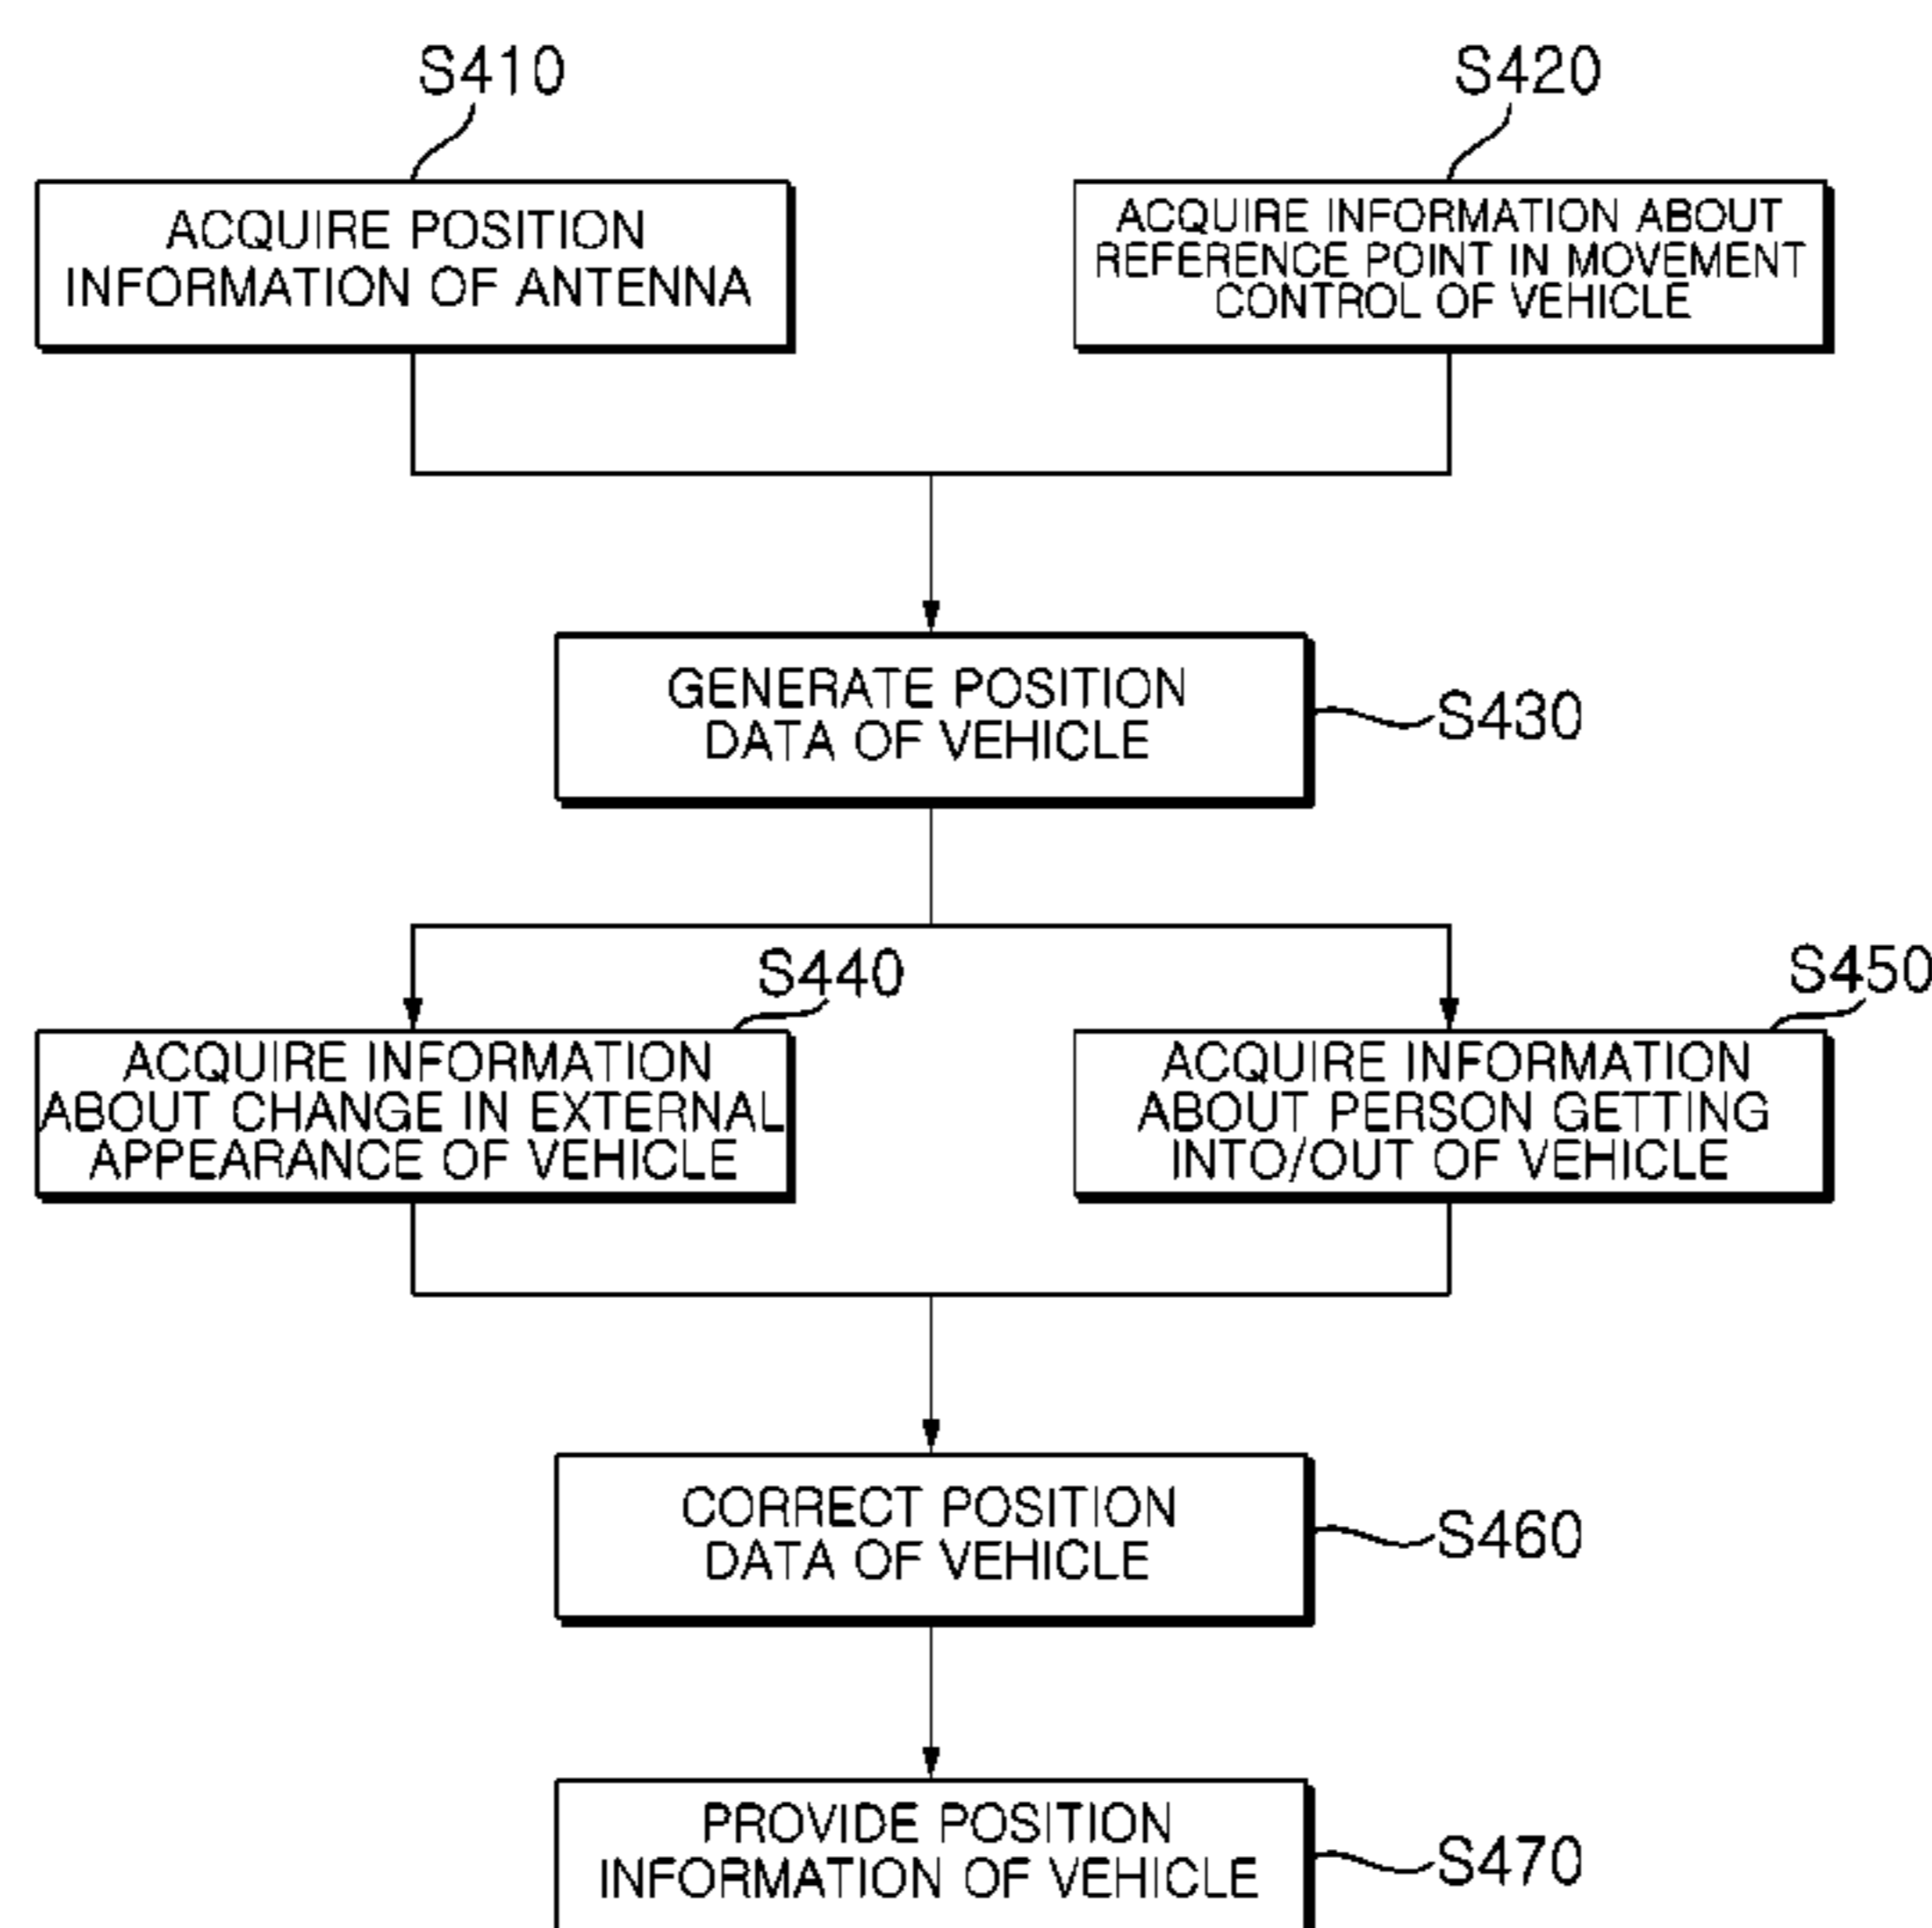 S410
S420
ACQUIRE POSITION
INFORMATION OF ANTENNA
ACQUIRE INFORMATION ABOUT
REFERENCE POINT IN MOVEMENT
CONTROL OF VEHICLE
GENERATE POSITION
DATA OF VEHICLE
S430
S440
S450
ACQUIRE INFORMATION
ABOUT CHANGE IN EXTERNAL
APPEARANCE OF VEHICLE
ACQUIRE INFORMATION
ABOUT PERSON GETTING
INTO/OUT OF VEHICLE
CORRECT POSITION
DATA OF VEHICLE
S460
PROVIDE POSITION
INFORMATION OF VEHICLE
S470